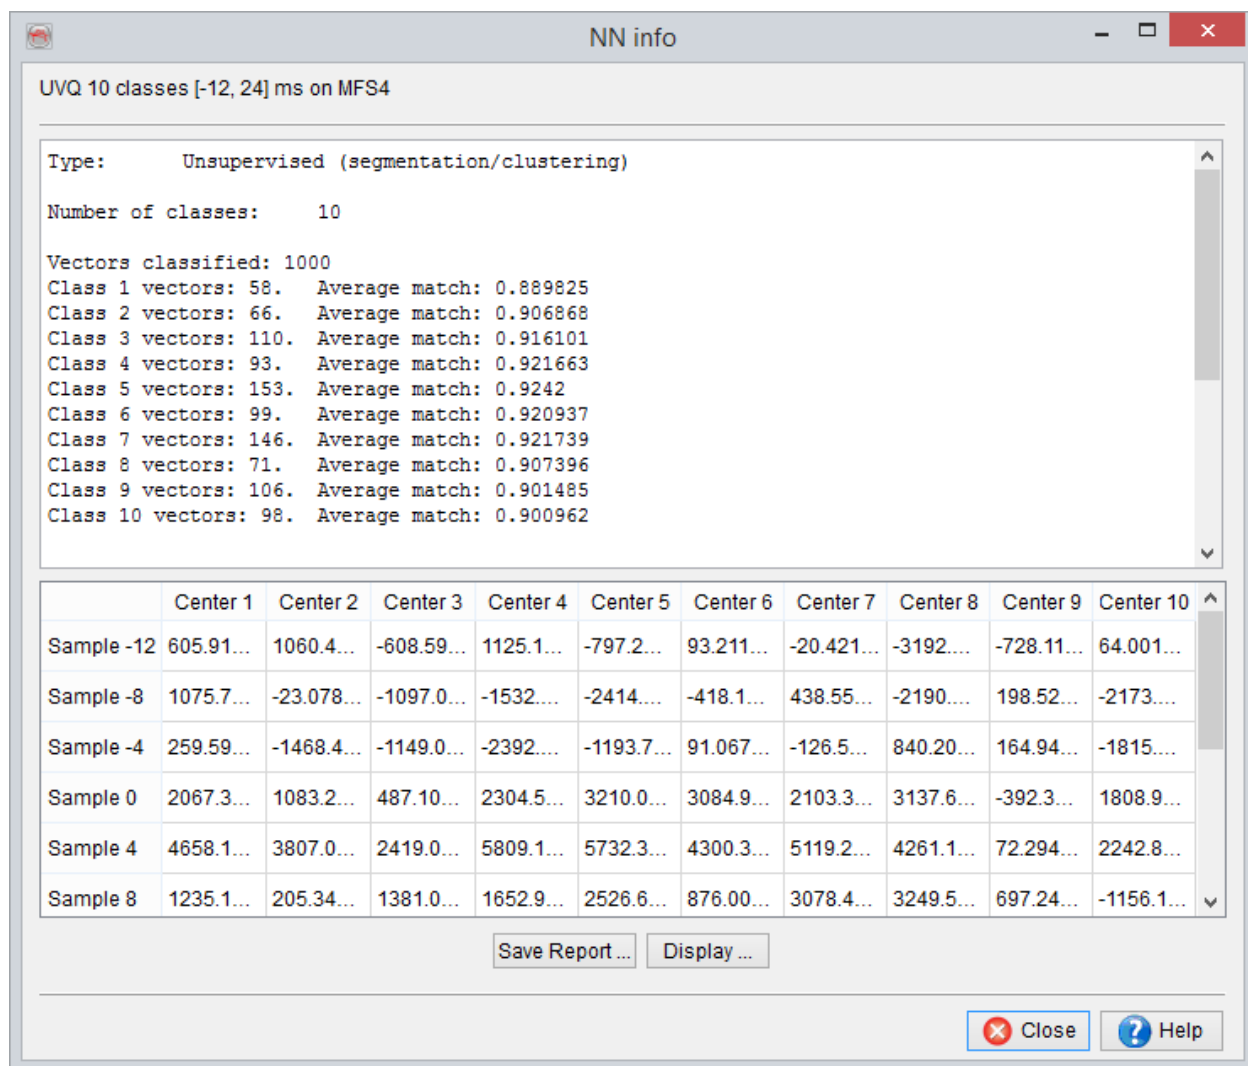 NN info
UVQ 10 classes [-12, 24] ms on MFS4
Type: Unsupervised (segmentation/clustering)
Number of classes: 10
Vectors classified: 1000
Class 1 vectors: 58. Average match: 0.889825
Class 2 vectors: 66. Average match: 0.906868
Class 3 vectors: 110. Average match: 0.916101
Class 4 vectors: 93. Average match: 0.921663
Class 5 vectors: 153. Average match: 0.9242
Class 6 vectors: 99. Average match: 0.920937
Class 7 vectors: 146. Average match: 0.921739
Class 8 vectors: 71. Average match: 0.907396
Class 9 vectors: 106. Average match: 0.901485
Class 10 vectors: 98. Average match: 0.900962
Center 1 Center 2 Center 3 Center 4 Center 5 Center 6 Center 7 Center 8 Center 9 Center 10
Sample -12 605.91... 1060.4... -608.59... 1125.1... -797.2... 93.211... -20.421... -3192.... -728.11... 64.001...
Sample -8 1075.7... -23.078... -1097.0... -1532.... -2414.... -418.1... 438.55... -2190.... 198.52... -2173....
Sample -4 259.59... -1468.4... -1149.0... -2392.... -1193.7... 91.067... -126.5... 840.20... 164.94... -1815....
Sample 0 2067.3... 1083.2... 487.10... 2304.5... 3210.0... 3084.9... 2103.3... 3137.6... -392.3... 1808.9...
Sample 4 4658.1... 3807.0... 2419.0... 5809.1... 5732.3... 4300.3... 5119.2... 4261.1... 72.294... 2242.8...
Sample 8 1235.1... 205.34... 1381.0... 1652.9... 2526.6... 876.00... 3078.4... 3249.5... 697.24... -1156.1...
Save Report ... Display ...
Close Help